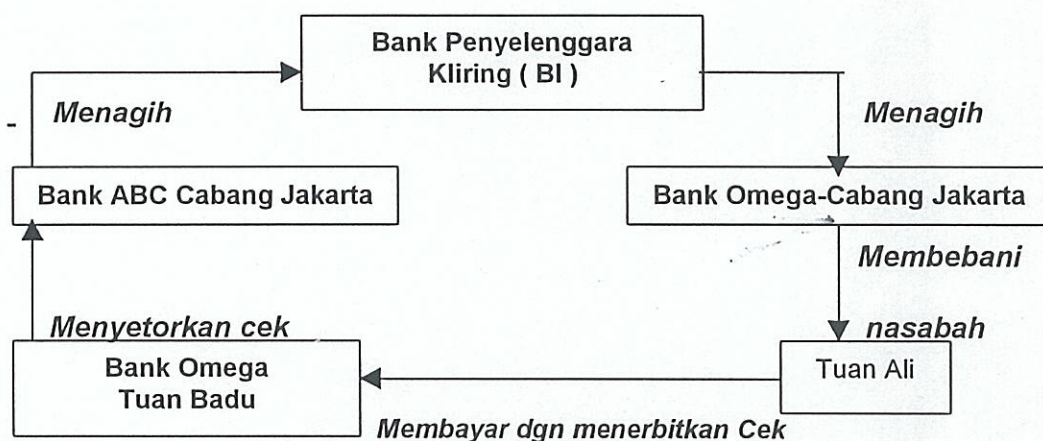 Bank Penyelenggara
Kliring ( BI )
Menagih
Menagih
Bank ABC Cabang Jakarta
Bank Omega-Cabang Jakarta
Membebani
Menyetorkan cek
nasabah
Bank Omega
Tuan Badu
Tuan Ali
Membayar dgn menerbitkan Cek